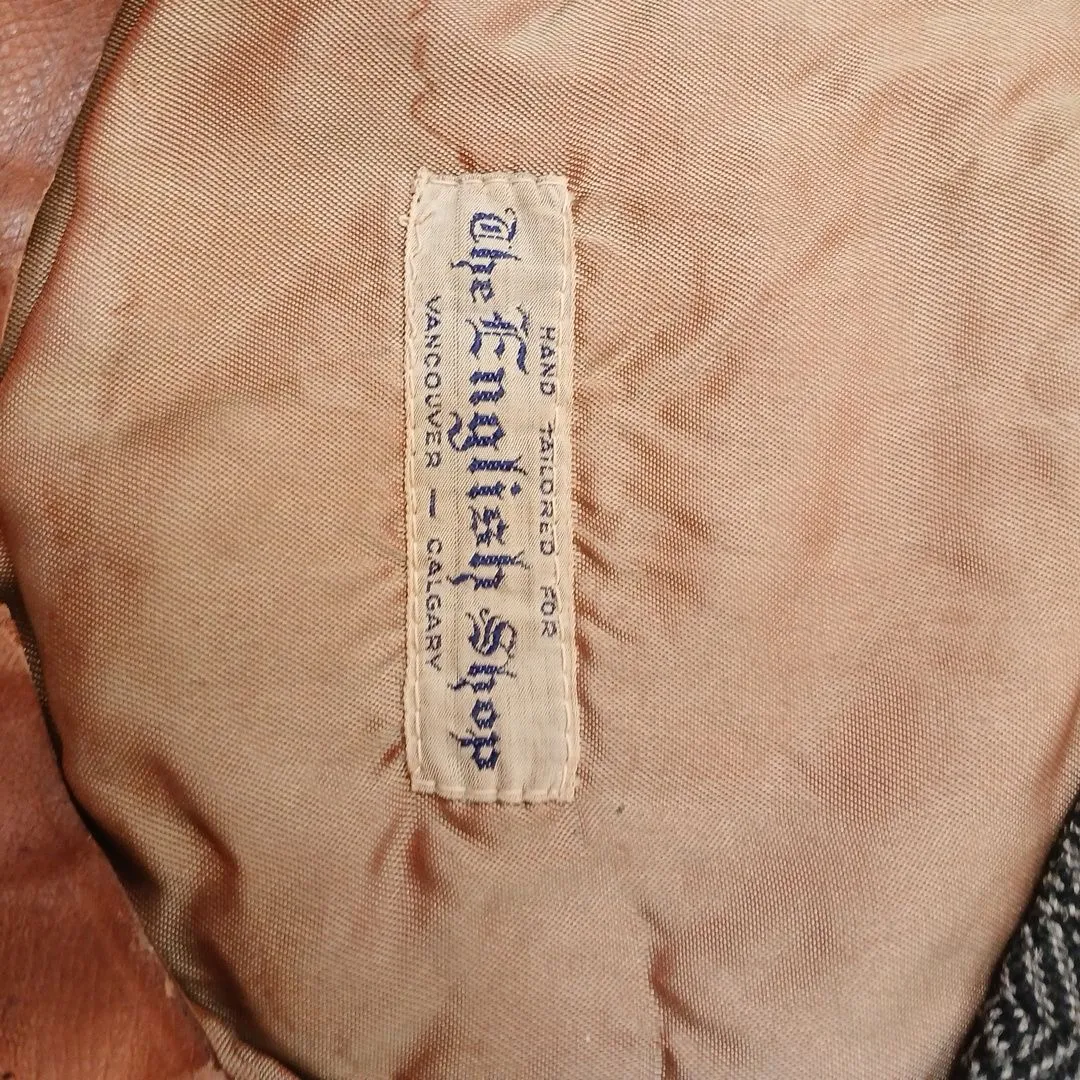 HAND TAILORED FOR
The English Shop
VANCOUVER — CALGARY